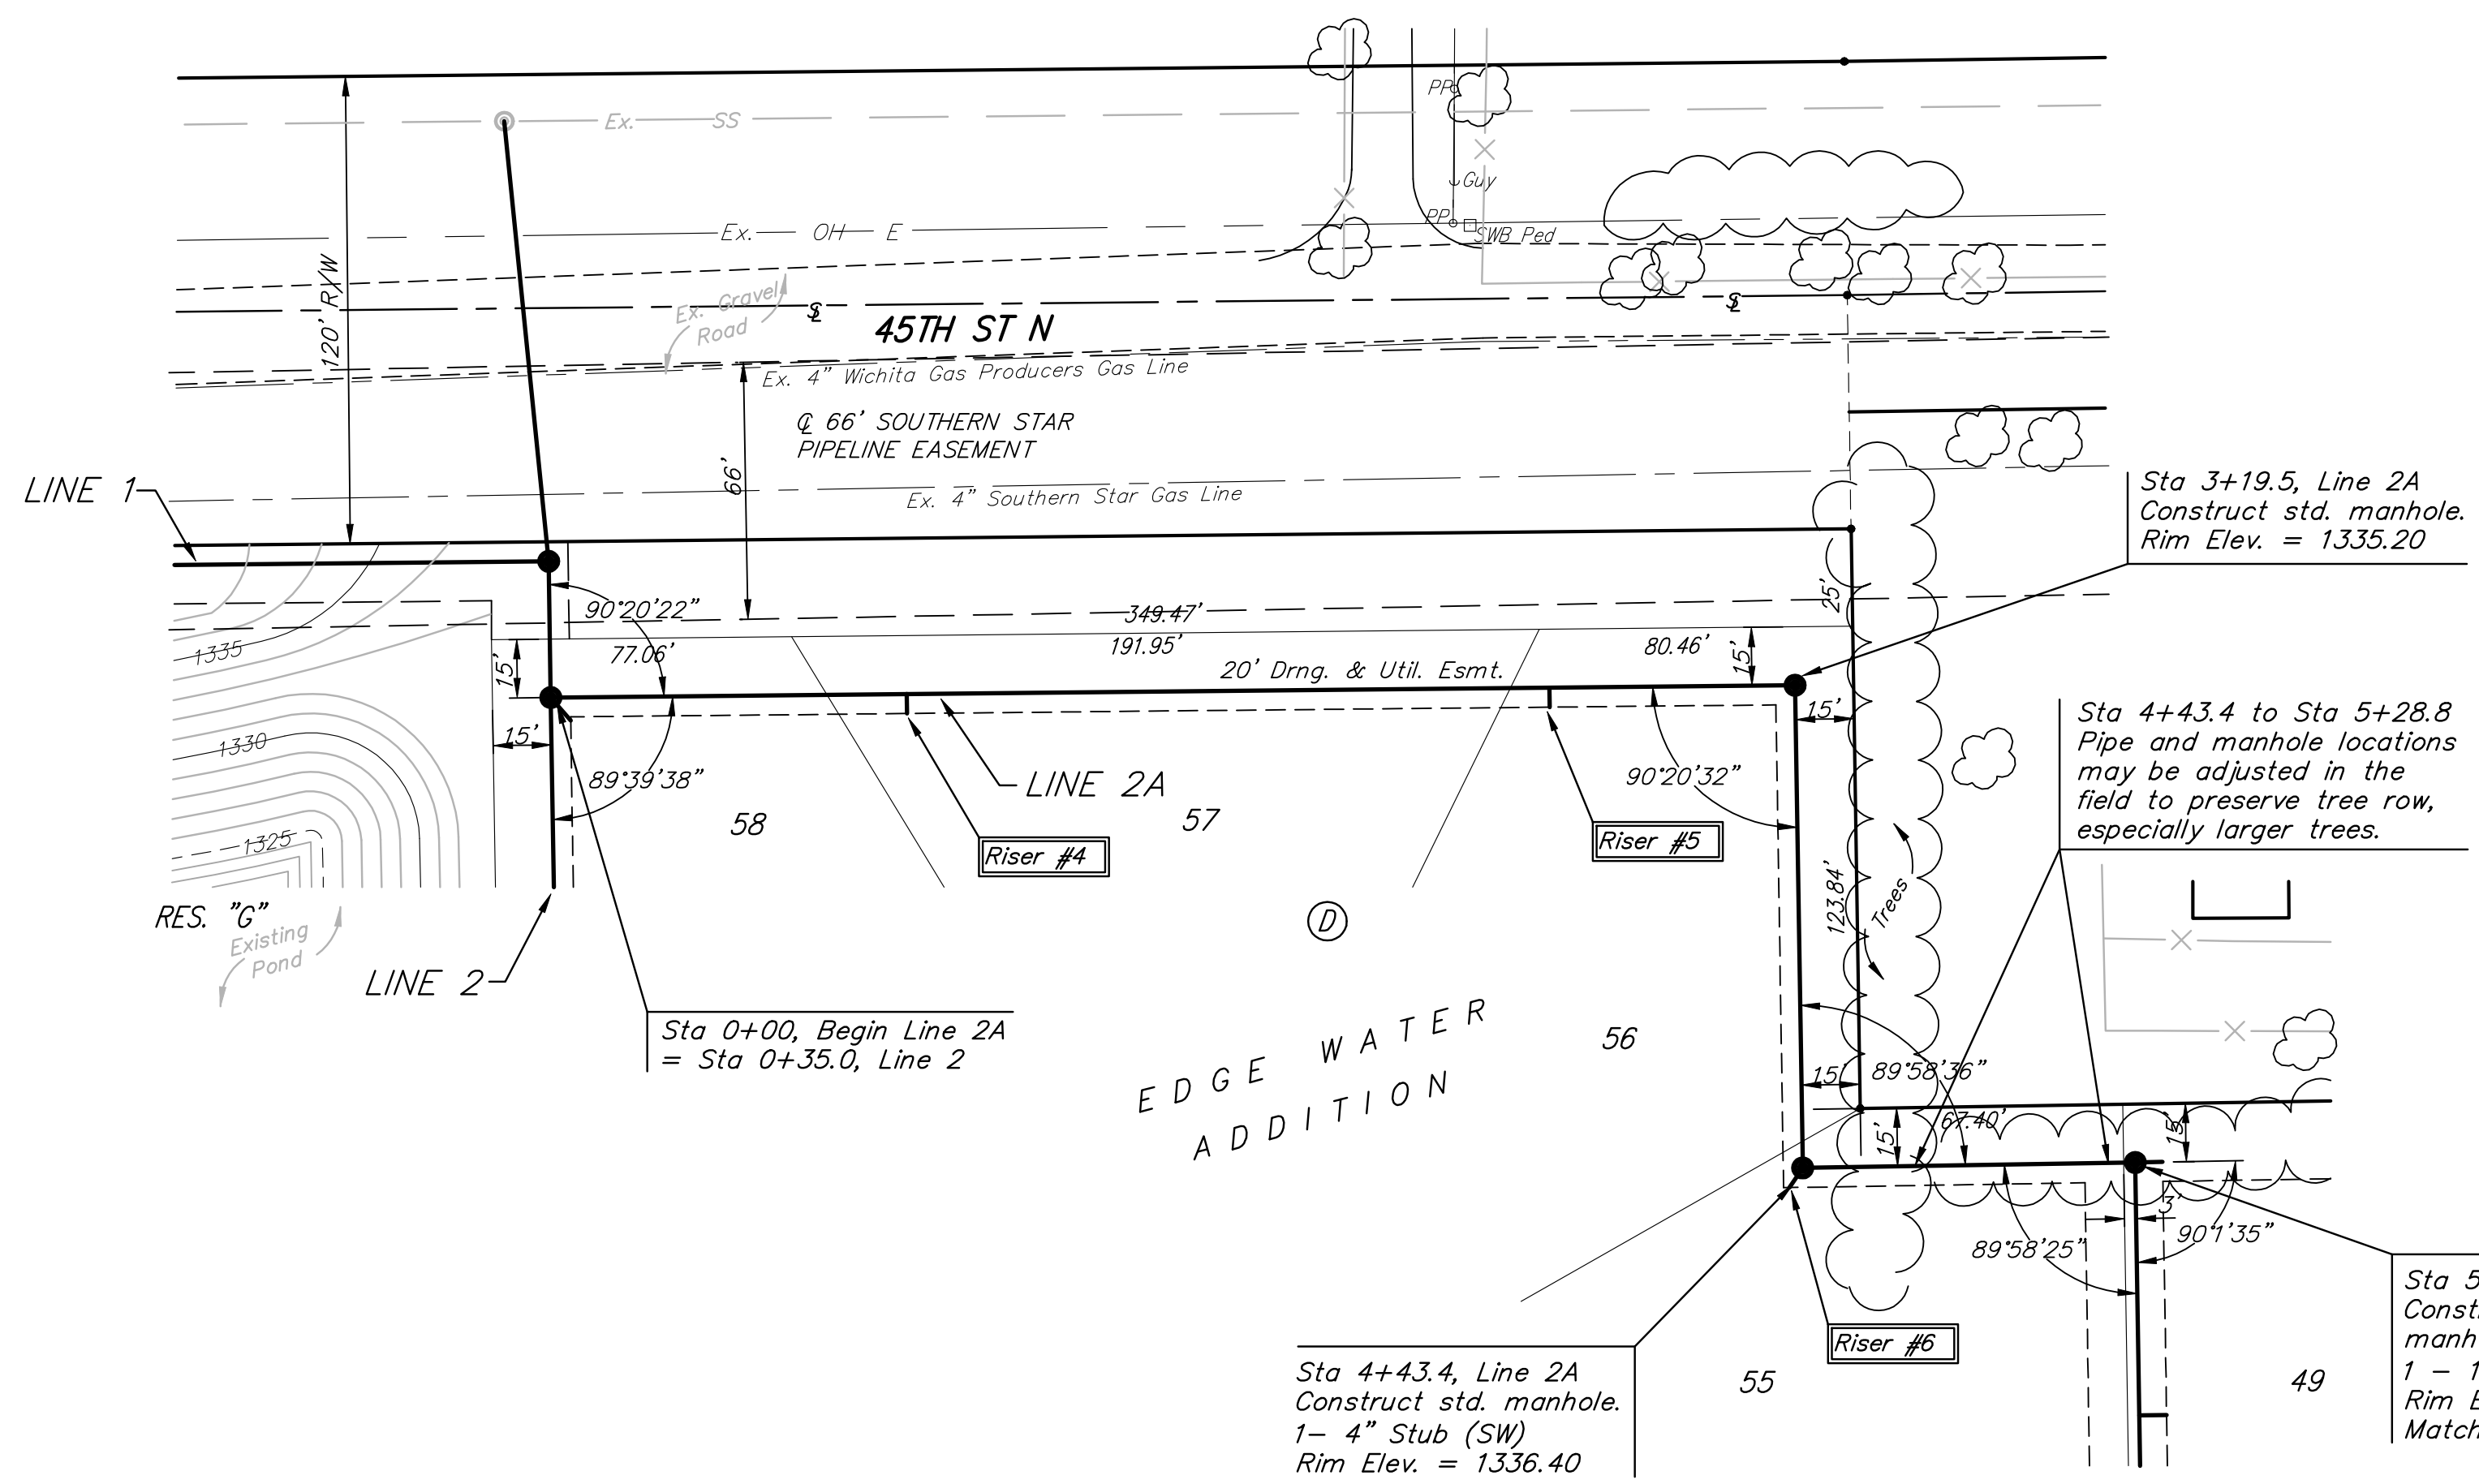 PP
Ex. SS
Guy
PP
SWB Ped
Ex. OH E
120' R/W
Ex. Gravel
Road
℄
℄
45TH ST N
Ex. 4" Wichita Gas Producers Gas Line
℄ 66' SOUTHERN STAR
PIPELINE EASEMENT
66'
Ex. 4" Southern Star Gas Line
LINE 1
Sta 3+19.5, Line 2A
Construct std. manhole.
Rim Elev. = 1335.20
90°20'22"
349.47'
25'
77.06'
191.95'
80.46'
15'
15'
20' Drng. & Util. Esmt.
1335
15'
15'
1330
89°39'38"
LINE 2A
90°20'32"
Sta 4+43.4 to Sta 5+28.8
Pipe and manhole locations
may be adjusted in the
field to preserve tree row,
especially larger trees.
58
57
1325
Riser #4
Riser #5
123.84'
Trees
RES. "G"
Existing
Pond
D
LINE 2
Sta 0+00, Begin Line 2A
= Sta 0+35.0, Line 2
EDGE WATER
ADDITION
56
15'
89°58'36"
67.40'
15'
15'
3'
89°58'25"
90°1'35"
Riser #6
Sta 4+43.4, Line 2A
Construct std. manhole.
1- 4" Stub (SW)
Rim Elev. = 1336.40
55
49
Sta 5
Const
manh
1 - 1
Rim E
Match